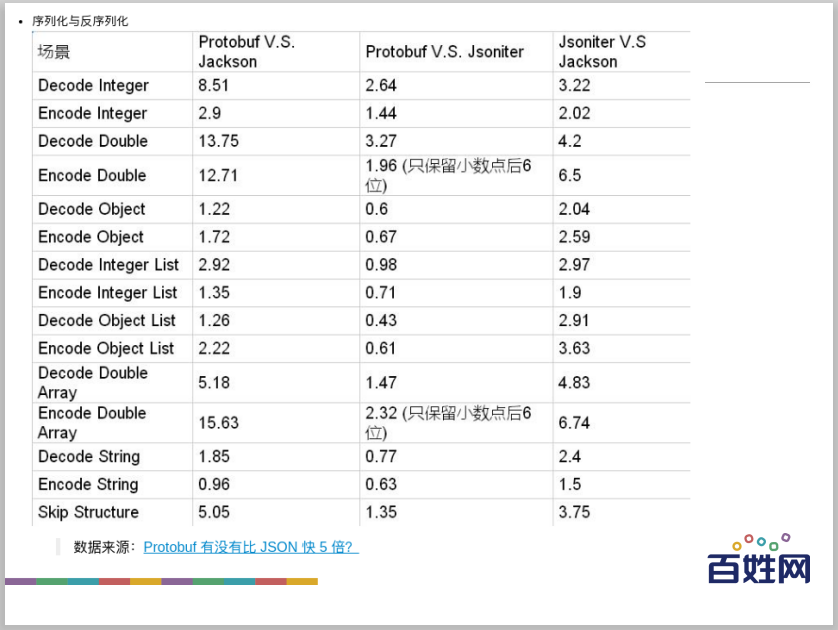 • 序列化与反序列化
场景 Protobuf V.S. Jackson Protobuf V.S. Jsoniter Jsoniter V.S Jackson
Decode Integer 8.51 2.64 3.22
Encode Integer 2.9 1.44 2.02
Decode Double 13.75 3.27 4.2
Encode Double 12.71 1.96 (只保留小数点后6位) 6.5
Decode Object 1.22 0.6 2.04
Encode Object 1.72 0.67 2.59
Decode Integer List 2.92 0.98 2.97
Encode Integer List 1.35 0.71 1.9
Decode Object List 1.26 0.43 2.91
Encode Object List 2.22 0.61 3.63
Decode Double Array 5.18 1.47 4.83
Encode Double Array 15.63 2.32 (只保留小数点后6位) 6.74
Decode String 1.85 0.77 2.4
Encode String 0.96 0.63 1.5
Skip Structure 5.05 1.35 3.75
数据来源：Protobuf 有没有比 JSON 快 5 倍？
百姓网